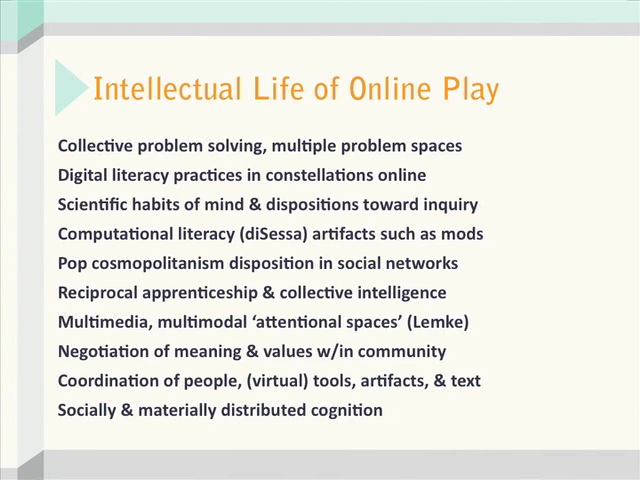 Intellectual Life of Online Play
Collective problem solving, multiple problem spaces
Digital literacy practices in constellations online
Scientific habits of mind & dispositions toward inquiry
Computational literacy (diSessa) artifacts such as mods
Pop cosmopolitanism disposition in social networks
Reciprocal apprenticeship & collective intelligence
Multimedia, multimodal ‘attentional spaces’ (Lemke)
Negotiation of meaning & values w/in community
Coordination of people, (virtual) tools, artifacts, & text
Socially & materially distributed cognition